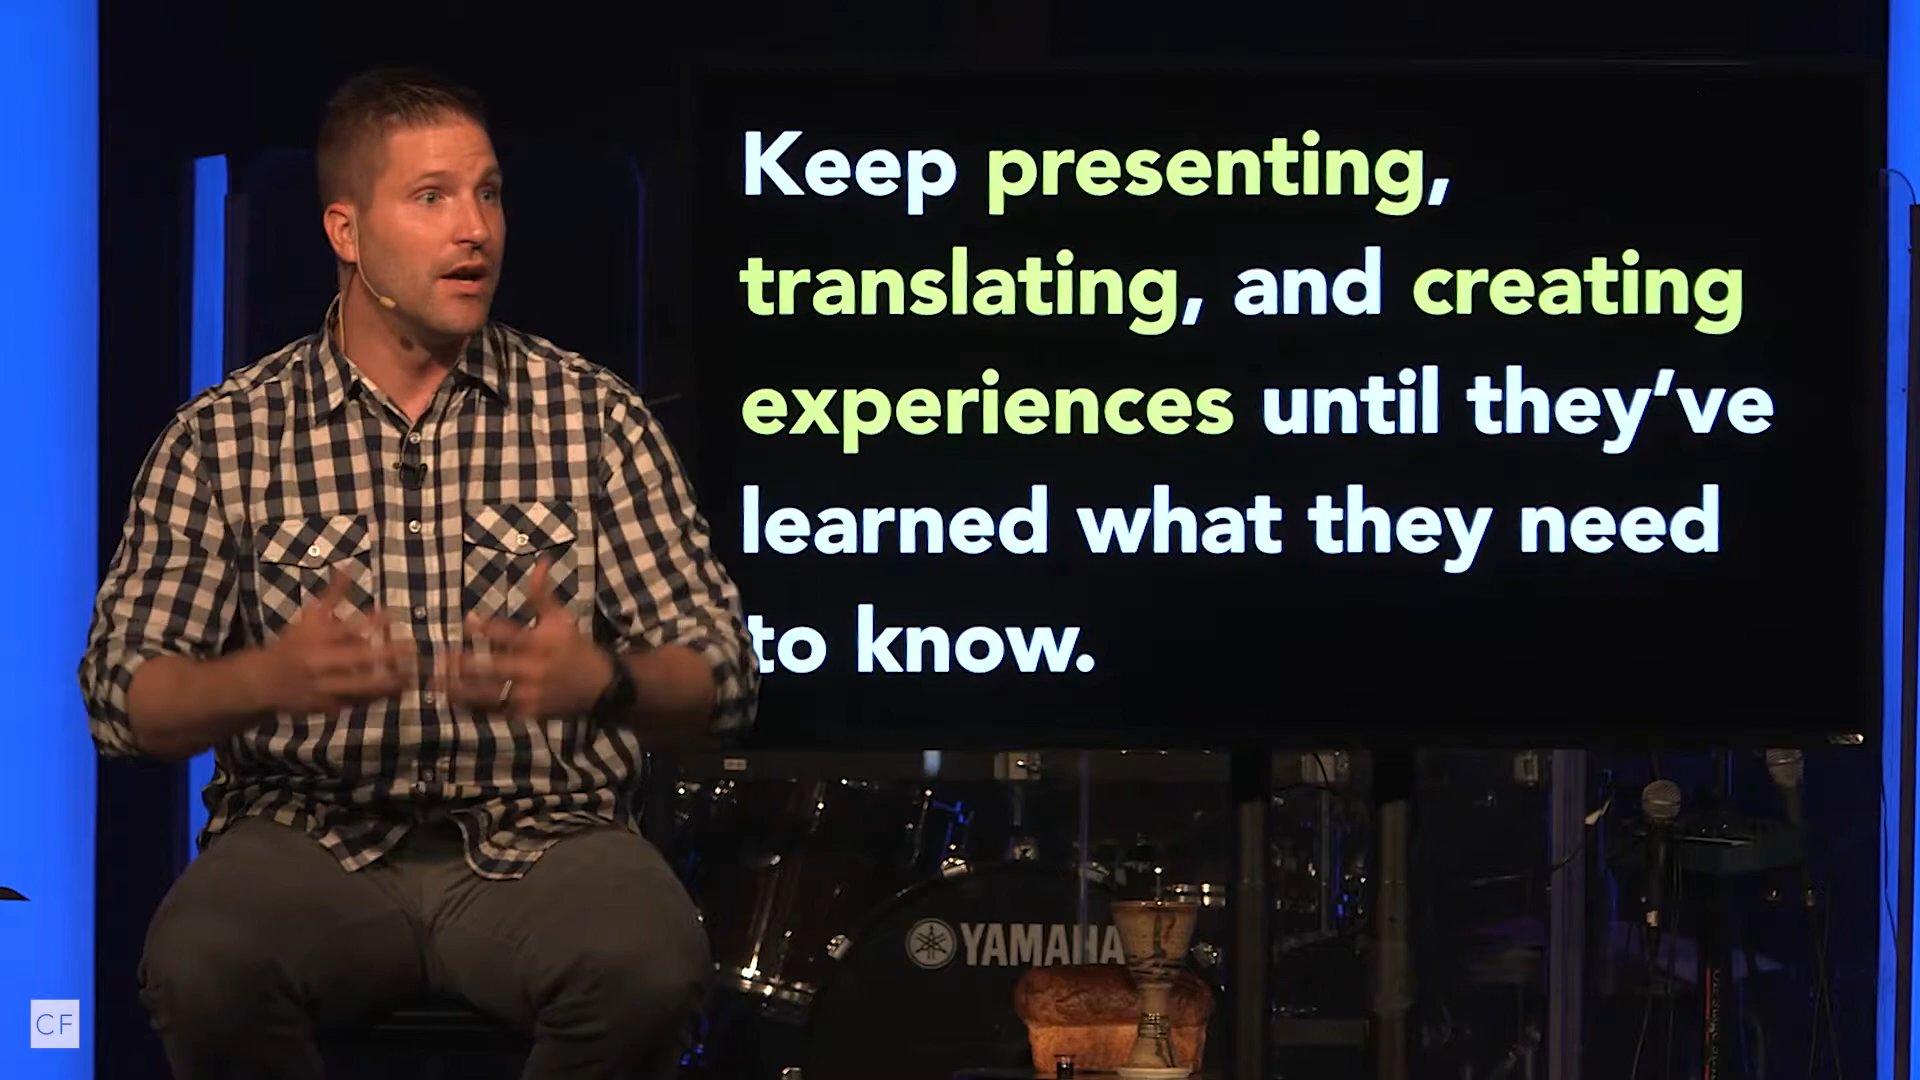 Keep presenting,
translating, and creating
experiences until they’ve
learned what they need
to know.
YAMAHA
CF